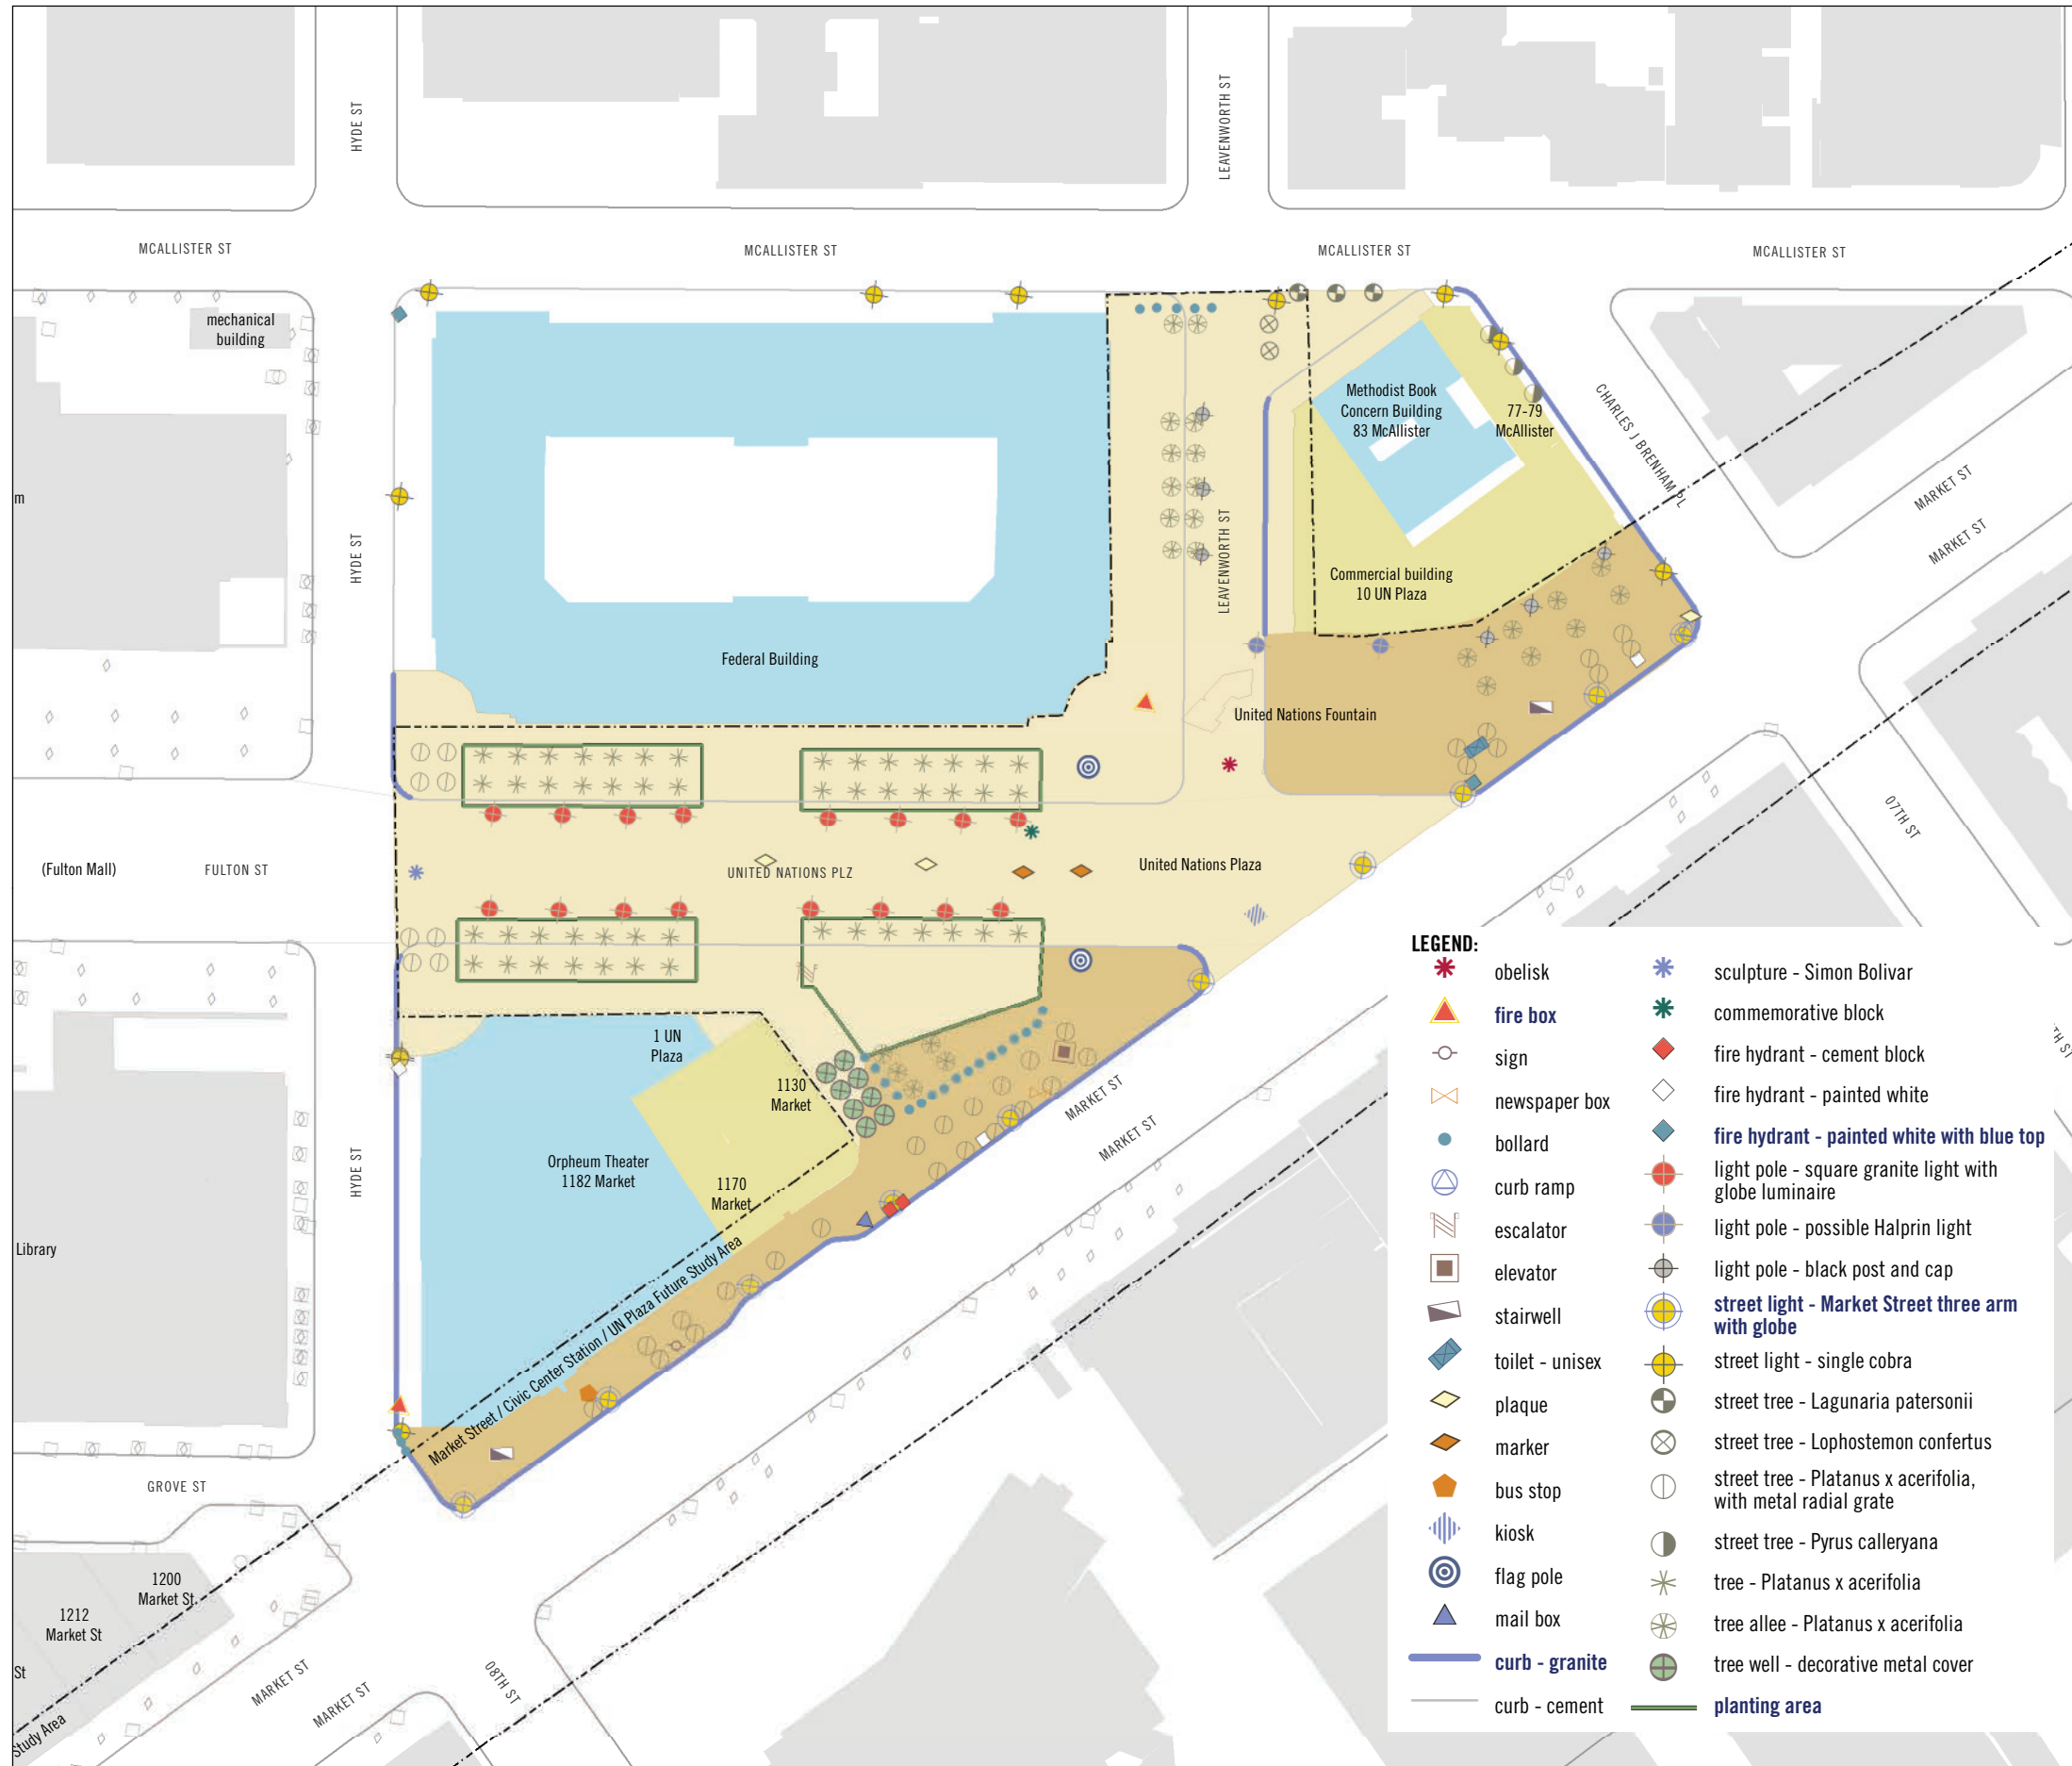 HYDE ST
LEAVENWORTH ST
MCALLISTER ST
MCALLISTER ST
MCALLISTER ST
MCALLISTER ST
mechanical
building
Methodist Book
Concern Building
83 McAllister
77-79
McAllister
CHARLES J BRENHAM PL
MARKET ST
MARKET ST
m
HYDE ST
LEAVENWORTH ST
Commercial building
10 UN Plaza
Federal Building
United Nations Fountain
07TH ST
(Fulton Mall)
FULTON ST
UNITED NATIONS PLZ
United Nations Plaza
1 UN
Plaza
1130
Market
MARKET ST
MARKET ST
TH ST
Orpheum Theater
1182 Market
1170
Market
HYDE ST
Library
Market Street / Civic Center Station / UN Plaza Future Study Area
GROVE ST
1200
Market St
1212
Market St
St
Study Area
MARKET ST
MARKET ST
08TH ST
LEGEND:
obelisk
fire box
sign
newspaper box
bollard
curb ramp
escalator
elevator
stairwell
toilet - unisex
plaque
marker
bus stop
kiosk
flag pole
mail box
curb - granite
curb - cement
sculpture - Simon Bolivar
commemorative block
fire hydrant - cement block
fire hydrant - painted white
fire hydrant - painted white with blue top
light pole - square granite light with
globe luminaire
light pole - possible Halprin light
light pole - black post and cap
street light - Market Street three arm
with globe
street light - single cobra
street tree - Lagunaria patersonii
street tree - Lophostemon confertus
street tree - Platanus x acerifolia,
with metal radial grate
street tree - Pyrus calleryana
tree - Platanus x acerifolia
tree allee - Platanus x acerifolia
tree well - decorative metal cover
planting area